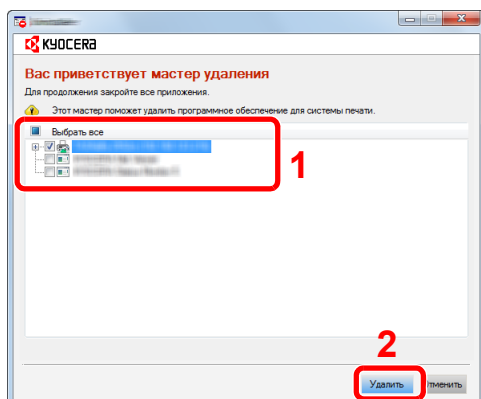 KYOCERA
Вас приветствует мастер удаления
Для продолжения закройте все приложения.
Этот мастер поможет удалить программное обеспечение для системы печати.
Выбрать все
1
2
Удалить тменить